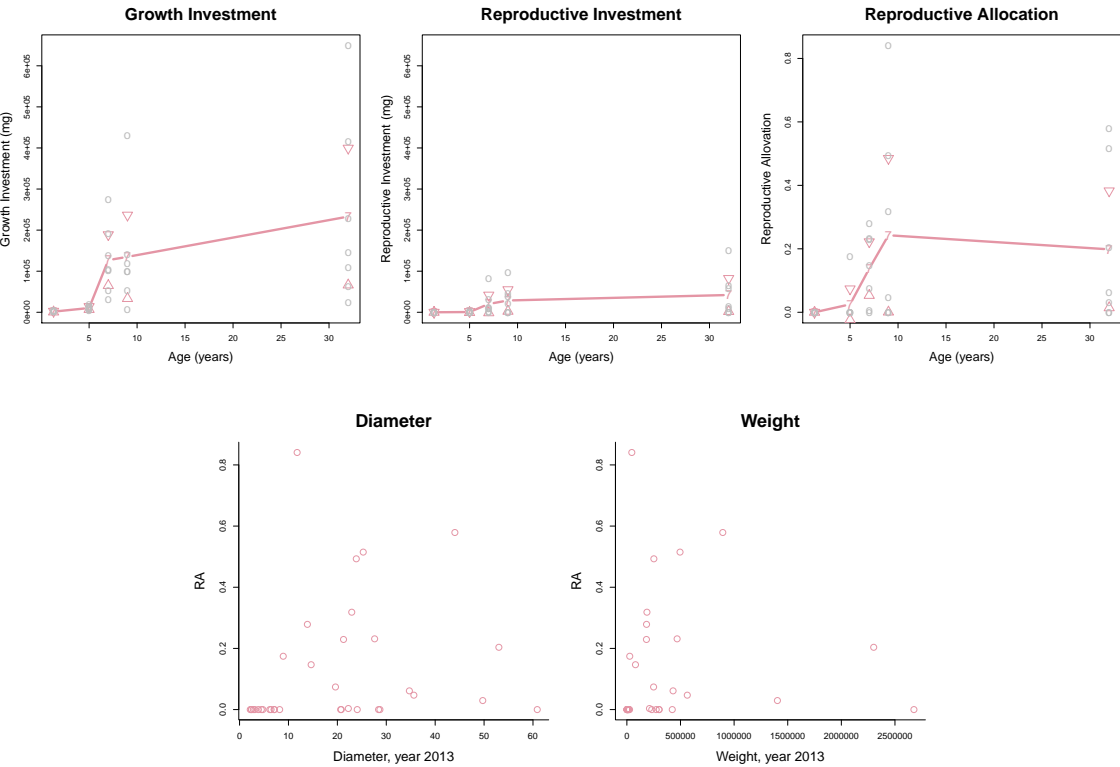 Growth Investment
Reproductive Investment
Reproductive Allocation
Growth Investment (mg)
0e+00 1e+05 2e+05 3e+05 4e+05 5e+05 6e+05
5 10 15 20 25 30
Age (years)
Reproductive Investment (mg)
0e+00 1e+05 2e+05 3e+05 4e+05 5e+05 6e+05
5 10 15 20 25 30
Age (years)
Reproductive Allovation
0.0 0.2 0.4 0.6 0.8
5 10 15 20 25 30
Age (years)
Diameter
Weight
RA
0.0 0.2 0.4 0.6 0.8
0 10 20 30 40 50 60
Diameter, year 2013
RA
0.0 0.2 0.4 0.6 0.8
0 500000 1000000 1500000 2000000 2500000
Weight, year 2013